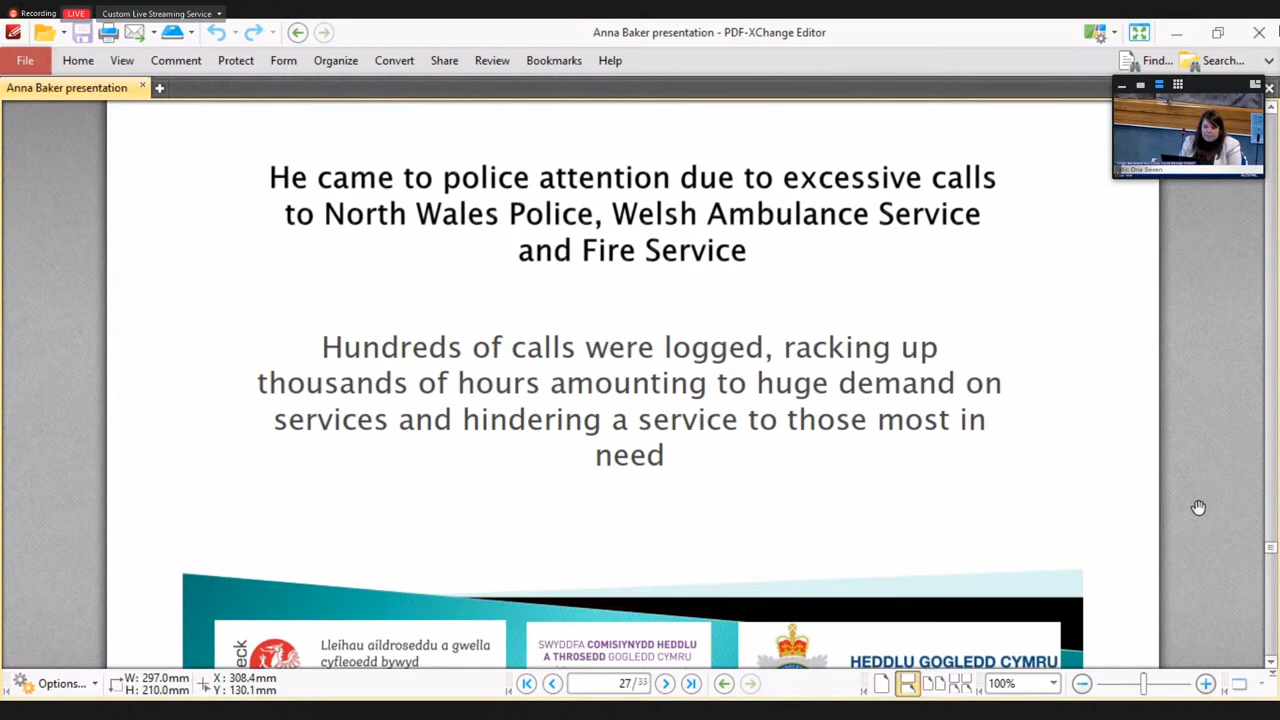 Recording
LIVE
Custom Live Streaming Service
Anna Baker presentation - PDF-XChange Editor
File
Home
View
Comment
Protect
Form
Organize
Convert
Share
Review
Bookmarks
Help
Find...
Search...
Anna Baker presentation
Mic One Seven
He came to police attention due to excessive calls
to North Wales Police, Welsh Ambulance Service
and Fire Service
Hundreds of calls were logged, racking up
thousands of hours amounting to huge demand on
services and hindering a service to those most in
need
eck
Lleihau aildroseddu a gwella
cyfleoedd bywyd
SWYDDFA COMISIYNYDD HEDDLU
A THROSEDD GOGLEDD CYMRU
HEDDLU GOGLEDD CYMRU
Options...
W: 297.0mm
H: 210.0mm
X: 308.4mm
Y: 130.1mm
27/33
100%